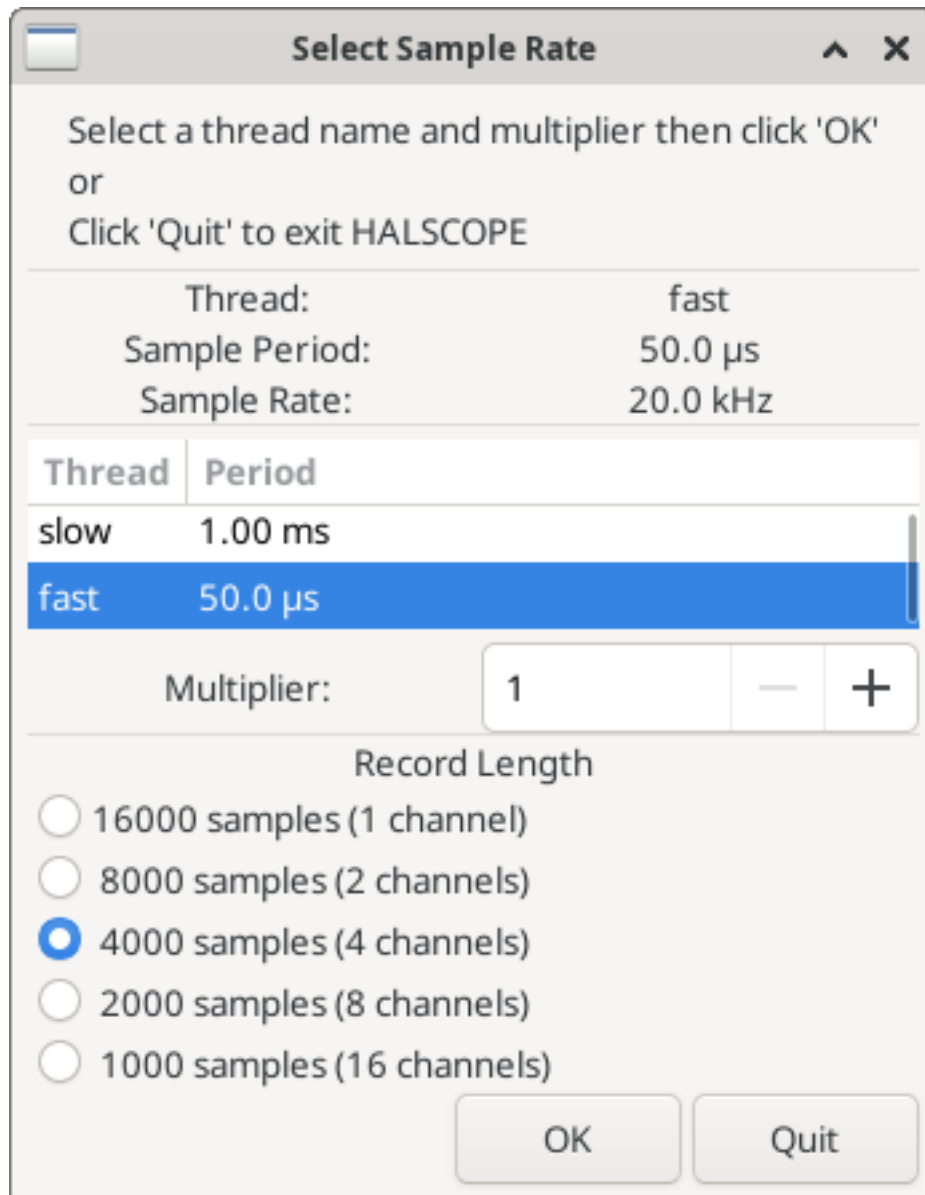 Select Sample Rate
Select a thread name and multiplier then click 'OK'
or
Click 'Quit' to exit HALSCOPE
Thread: fast
Sample Period: 50.0 µs
Sample Rate: 20.0 kHz
Thread Period
slow 1.00 ms
fast 50.0 µs
Multiplier: 1
Record Length
16000 samples (1 channel)
8000 samples (2 channels)
4000 samples (4 channels)
2000 samples (8 channels)
1000 samples (16 channels)
OK Quit